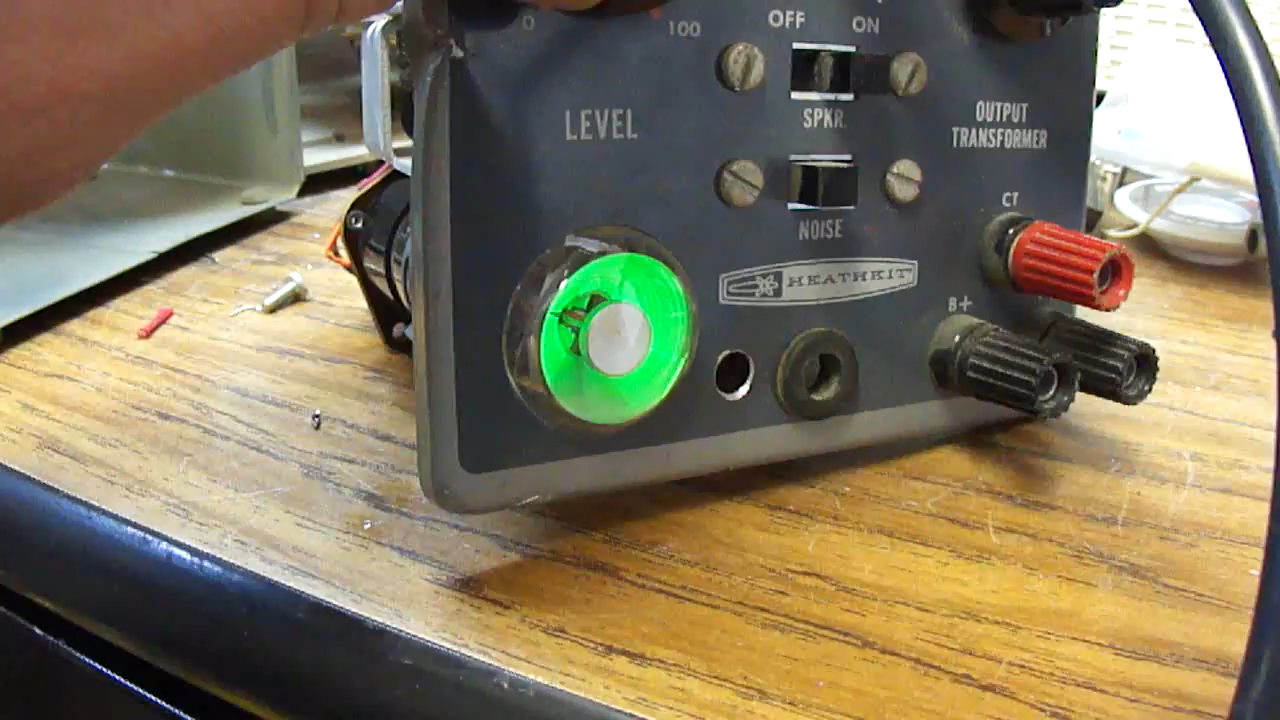 0
100
OFF
ON
LEVEL
SPKR.
OUTPUT
TRANSFORMER
NOISE
CT
HEATHKIT
B+